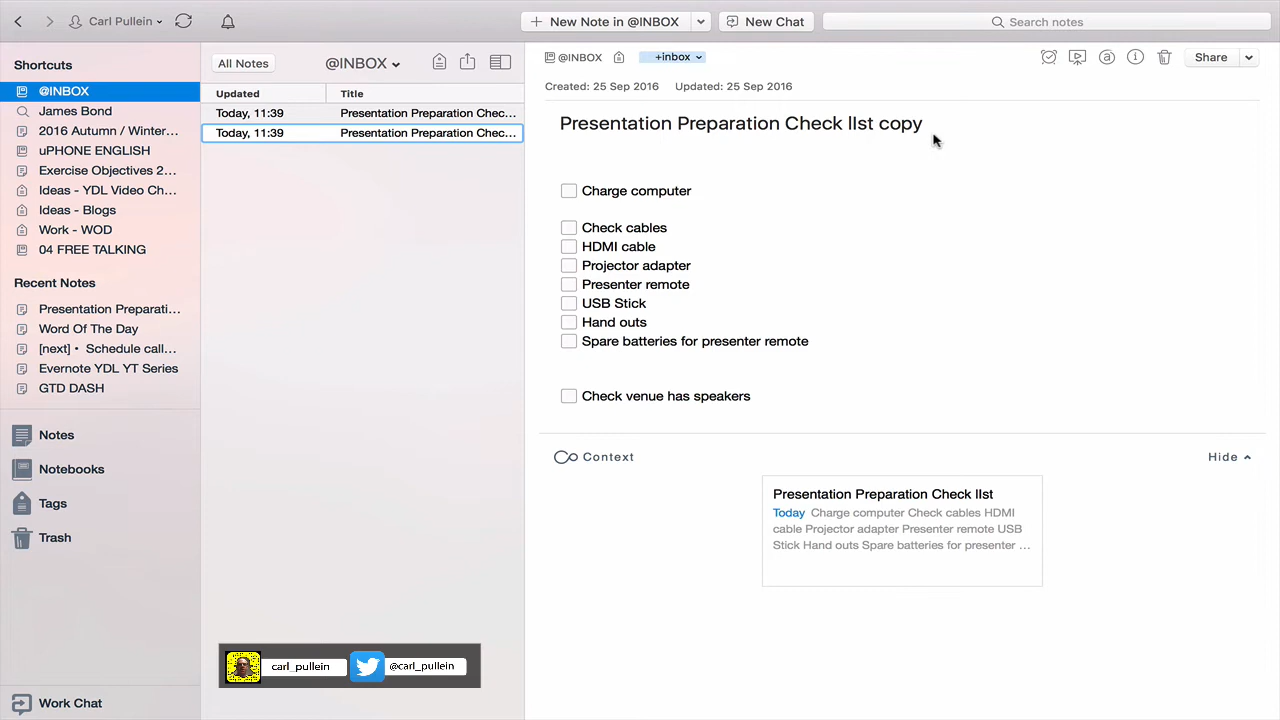 Carl Pullein
New Note in @INBOX
New Chat
Search notes
Shortcuts
@INBOX
James Bond
2016 Autumn / Winter...
uPHONE ENGLISH
Exercise Objectives 2...
Ideas - YDL Video Ch...
Ideas - Blogs
Work - WOD
04 FREE TALKING
Recent Notes
Presentation Preparati...
Word Of The Day
[next] • Schedule call...
Evernote YDL YT Series
GTD DASH
Notes
Notebooks
Tags
Trash
Work Chat
All Notes
@INBOX
Updated Title
Today, 11:39 Presentation Preparation Chec...
Today, 11:39 Presentation Preparation Chec...
carl_pullein @carl_pullein
@INBOX +inbox
Share
Created: 25 Sep 2016 Updated: 25 Sep 2016
Presentation Preparation Check lIst copy
Charge computer
Check cables
HDMI cable
Projector adapter
Presenter remote
USB Stick
Hand outs
Spare batteries for presenter remote
Check venue has speakers
Context Hide
Presentation Preparation Check lIst
Today Charge computer Check cables HDMI
cable Projector adapter Presenter remote USB
Stick Hand outs Spare batteries for presenter ...